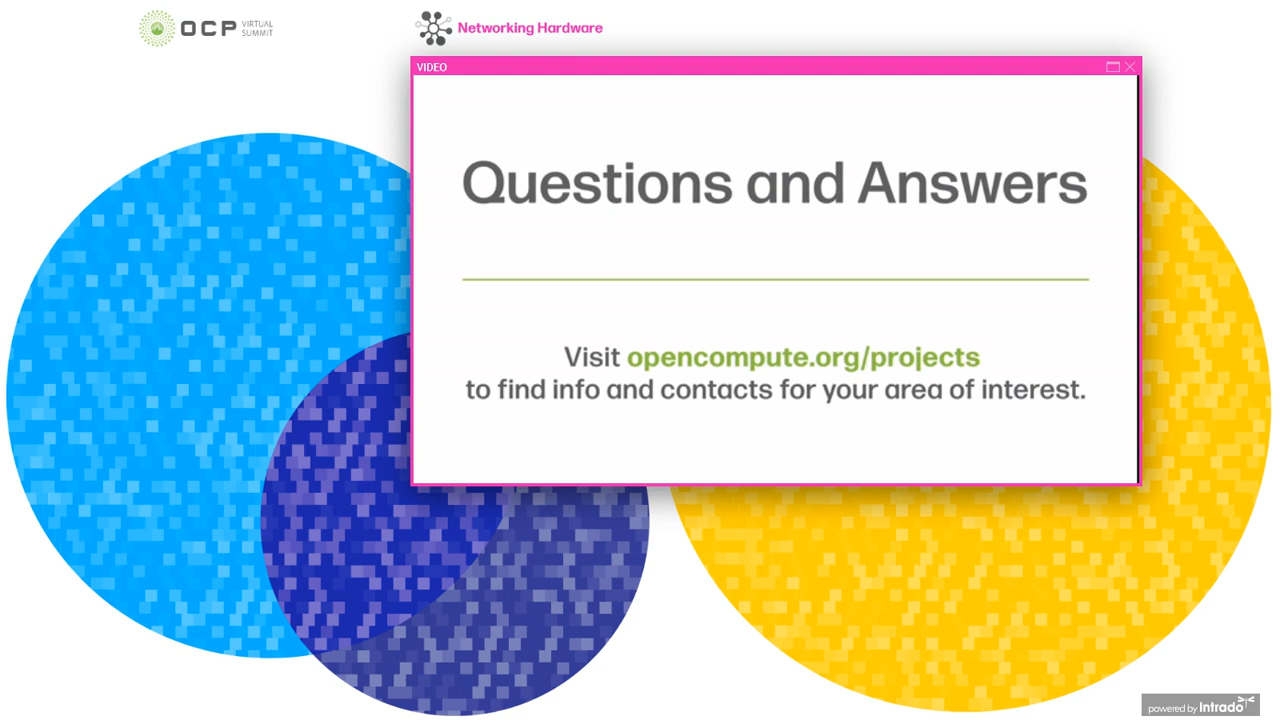 OCP VIRTUAL SUMMIT
Networking Hardware
VIDEO
Questions and Answers
Visit opencompute.org/projects
to find info and contacts for your area of interest.
powered by Intrado